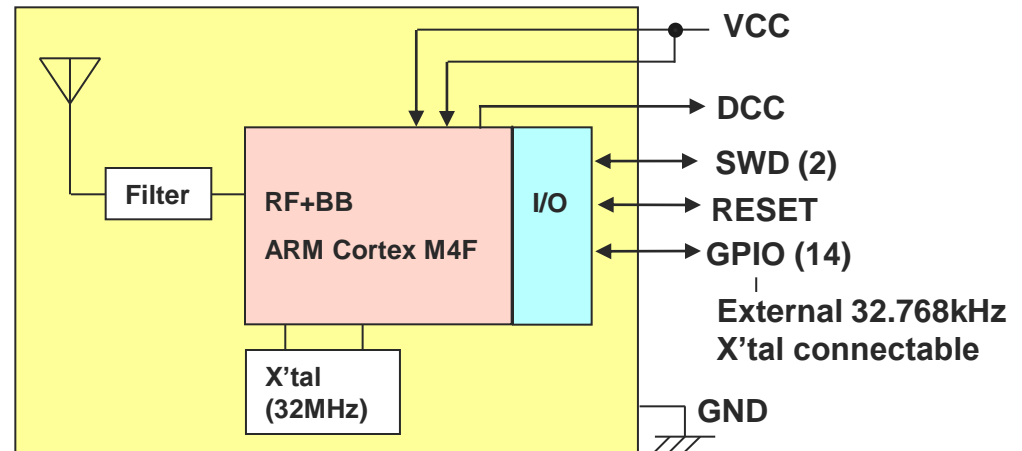 VCC
DCC
SWD (2)
RESET
GPIO (14)
External 32.768kHz
X'tal connectable
GND
Filter
RF+BB
ARM Cortex M4F
I/O
X'tal
(32MHz)